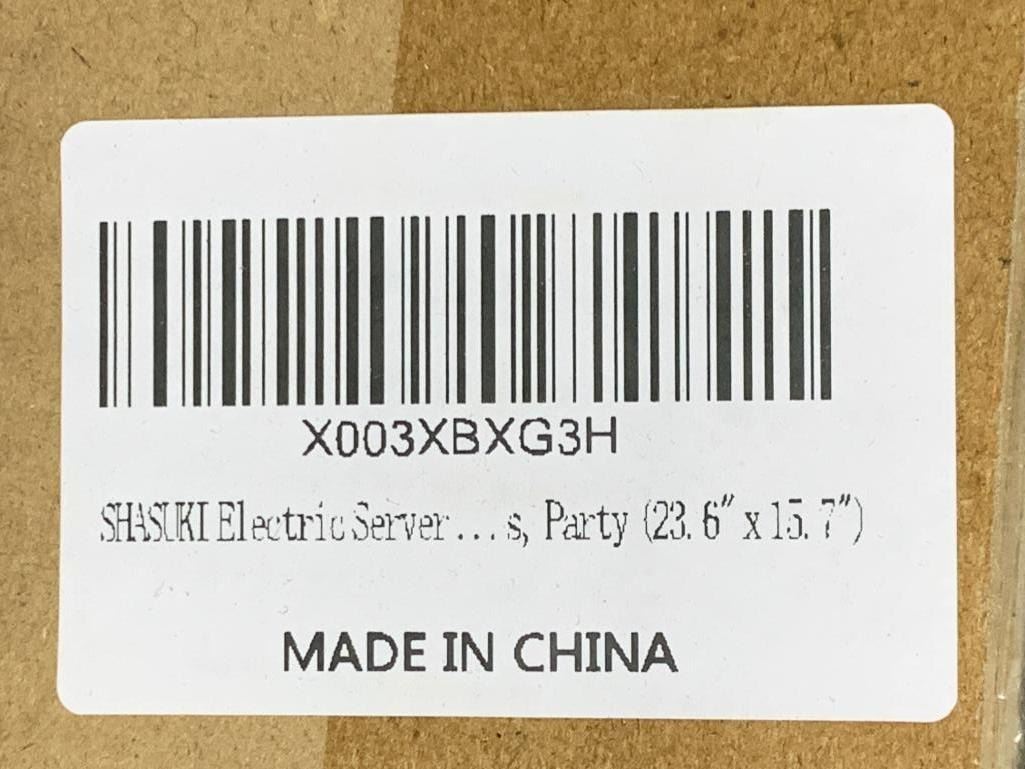 X003XBXG3H
SHASUKI Electric Server...s, Party (23.6" x 15.7")
MADE IN CHINA